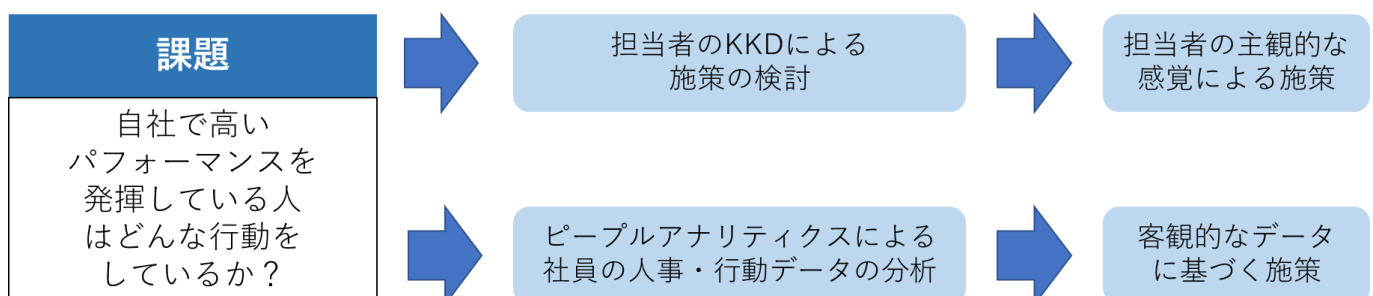 課題
自社で高い
パフォーマンスを
発揮している人
はどんな行動を
しているか？
担当者のKKDによる
施策の検討
担当者の主観的な
感覚による施策
ピープルアナリティクスによる
社員の人事・行動データの分析
客観的なデータ
に基づく施策